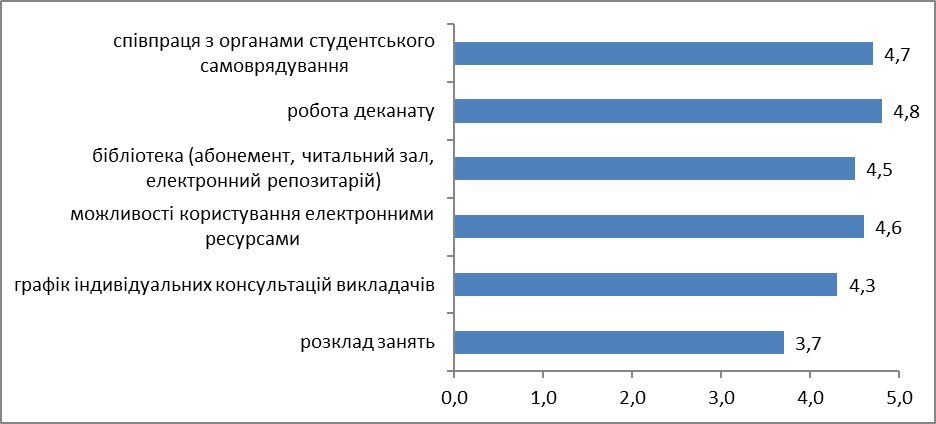 співпраця з органами студентського
самоврядування
4,7
робота деканату
4,8
бібліотека (абонемент, читальний зал,
електронний репозитарій)
4,5
можливості користування електронними
ресурсами
4,6
графік індивідуальних консультацій викладачів
4,3
розклад занять
3,7
0,0 1,0 2,0 3,0 4,0 5,0